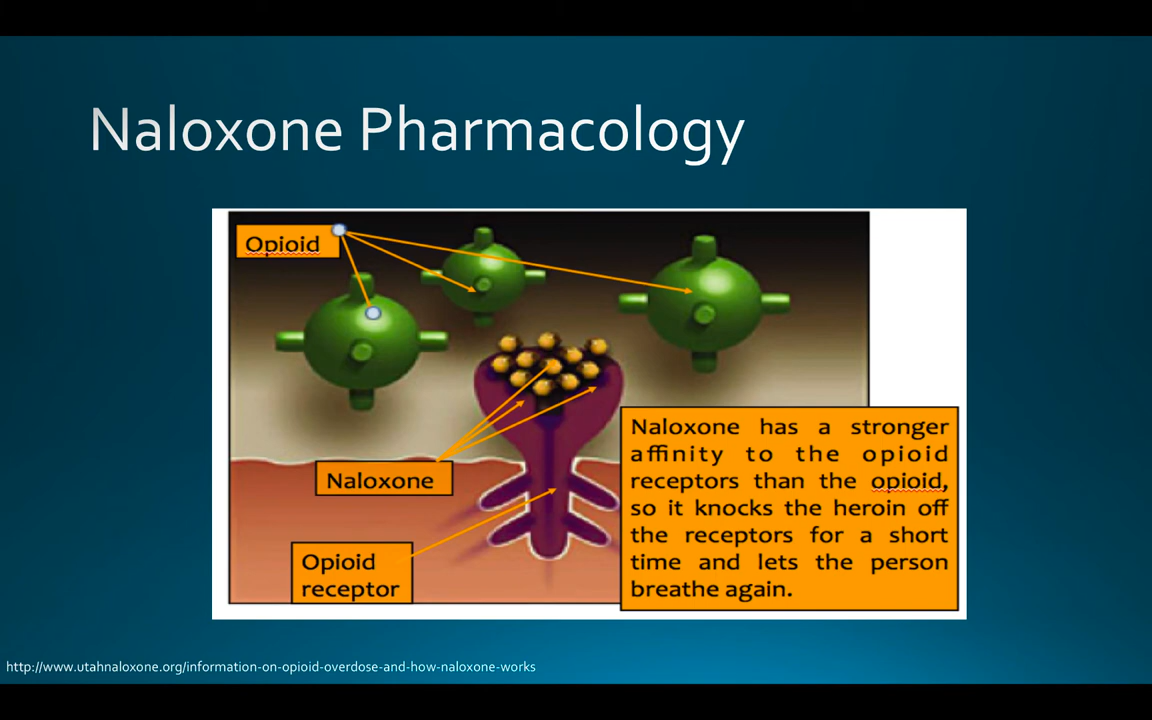 Naloxone Pharmacology
Opioid
Naloxone
Opioid
receptor
Naloxone has a stronger
affinity to the opioid
receptors than the opioid,
so it knocks the heroin off
the receptors for a short
time and lets the person
breathe again.
http://www.utahnaloxone.org/information-on-opioid-overdose-and-how-naloxone-works